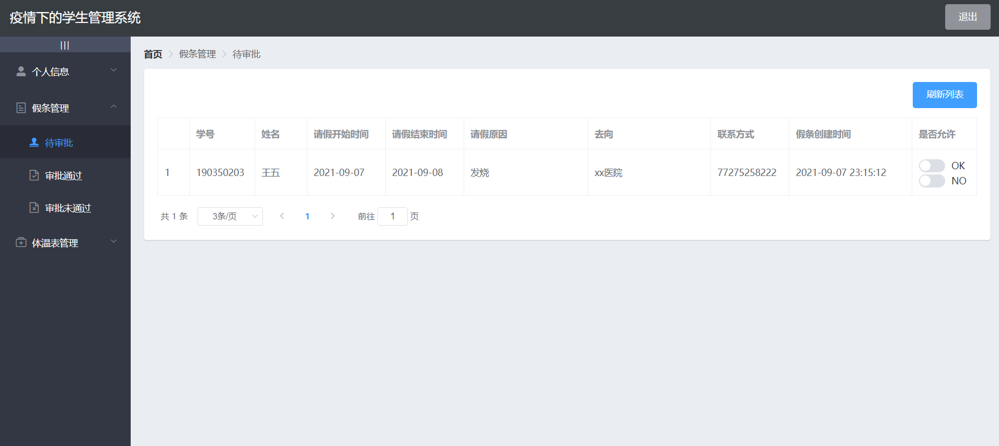 疫情下的学生管理系统
退出
|||
个人信息
假条管理
待审批
审批通过
审批未通过
体温表管理
首页 > 假条管理 > 待审批
刷新列表
学号 姓名 请假开始时间 请假结束时间 请假原因 去向 联系方式 假条创建时间 是否允许
1 190350203 王五 2021-09-07 2021-09-08 发烧 xx医院 77275258222 2021-09-07 23:15:12 OK
NO
共 1 条 3条/页 < 1 > 前往 1 页